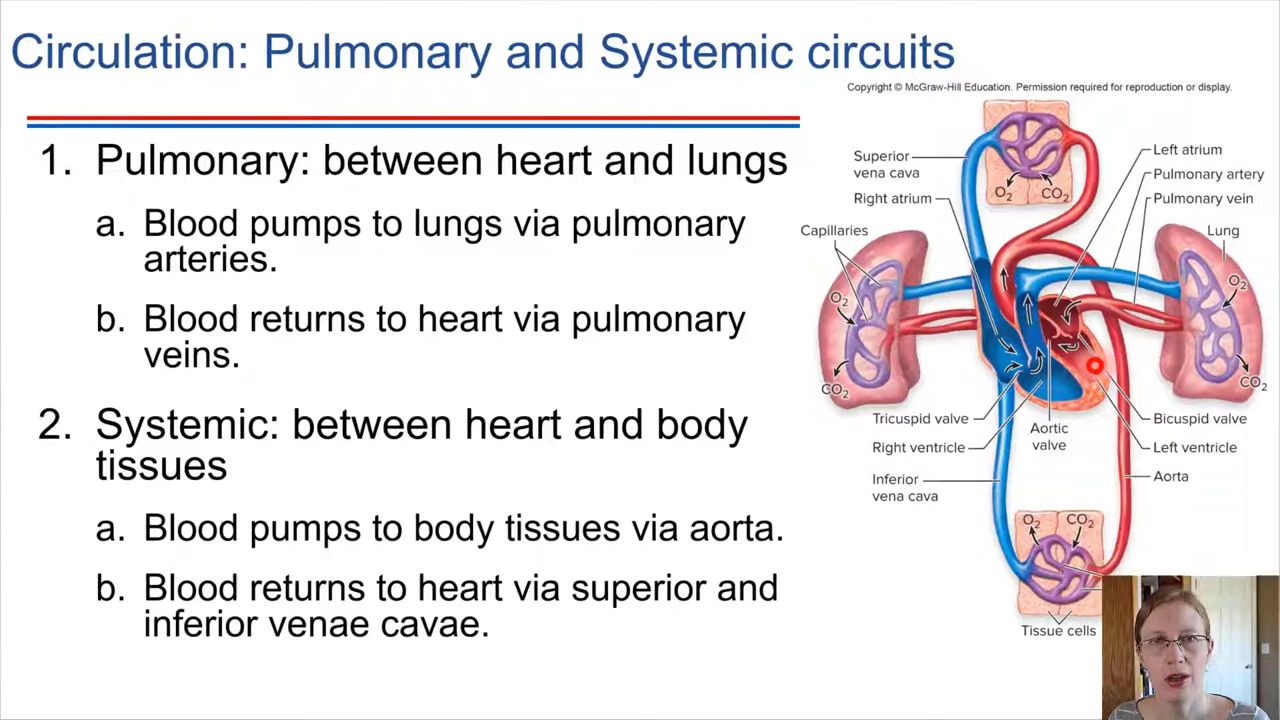 Circulation: Pulmonary and Systemic circuits
Copyright © McGraw-Hill Education. Permission required for reproduction or display.
1. Pulmonary: between heart and lungs
a. Blood pumps to lungs via pulmonary
arteries.
b. Blood returns to heart via pulmonary
veins.
2. Systemic: between heart and body
tissues
a. Blood pumps to body tissues via aorta.
b. Blood returns to heart via superior and
inferior venae cavae.
Superior
vena cava
Right atrium
Capillaries
O2
CO2
Left atrium
Pulmonary artery
Pulmonary vein
Lung
O2
CO2
O2
CO2
Tricuspid valve
Right ventricle
Inferior
vena cava
Aortic
valve
Bicuspid valve
Left ventricle
Aorta
O2
CO2
Tissue cells